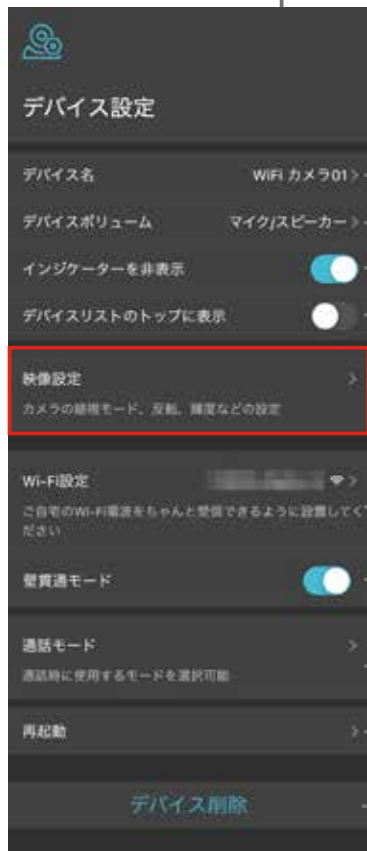 デバイス設定
デバイス名 WiFi カメラ01
デバイスボリューム マイク/スピーカー
インジケーターを非表示
デバイスリストのトップに表示
映像設定
カメラの暗視モード、反転、輝度などの設定
Wi-Fi設定
ご自宅のWi-Fi電波をちゃんと受信できるように設置してく
ださい
壁貫通モード
通話モード
通話時に使用するモードを選択可能
再起動
デバイス削除